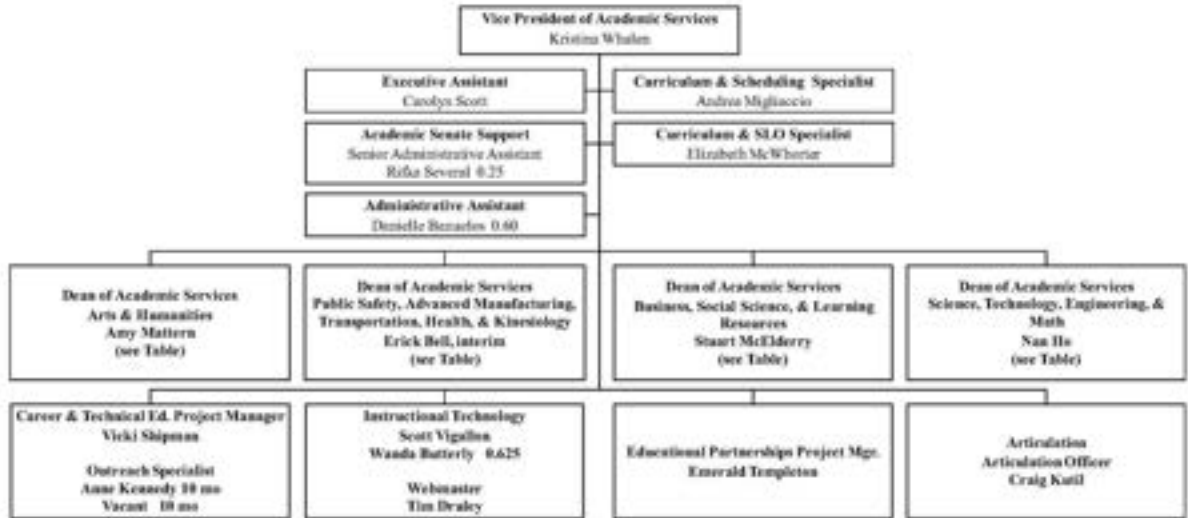 Vice President of Academic Services
Kristina Whalen
Executive Assistant
Carolyn Scott
Curriculum & Scheduling Specialist
Andrea Migliaccio
Academic Senate Support
Senior Administrative Assistant
Rifka Several 0.25
Curriculum & SLO Specialist
Elizabeth McWhorter
Administrative Assistant
Danielle 0.60
Dean of Academic Services
Arts & Humanities
Amy Mattern
(see Table)
Dean of Academic Services
Public Safety, Advanced Manufacturing,
Transportation, Health, & Kinesiology
Erick Bell, interim
(see Table)
Dean of Academic Services
Business, Social Science, & Learning
Resources
Stuart McElderry
(see Table)
Dean of Academic Services
Science, Technology, Engineering, &
Math
Nan Ho
(see Table)
Career & Technical Ed. Project Manager
Vicki Shipman
Outreach Specialist
Anne Kennedy 10 mo
Vacant 10 mo
Instructional Technology
Scott Vigallon
Wanda Butterly 0.625
Webmaster
Tim Draley
Educational Partnerships Project Mgr.
Emerald Templeton
Articulation
Articulation Officer
Craig Kutil